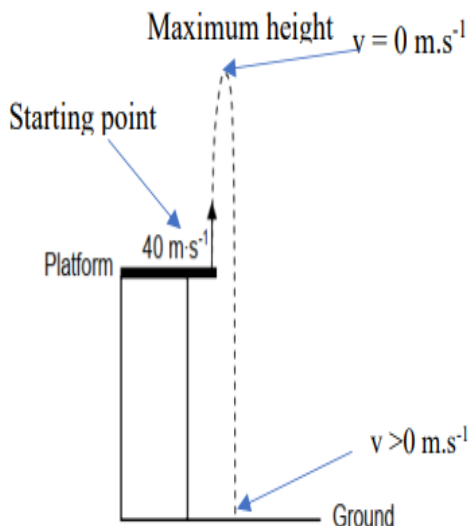 Maximum height
v = 0 m.s⁻¹
Starting point
40 m·s⁻¹
Platform
v >0 m.s⁻¹
Ground